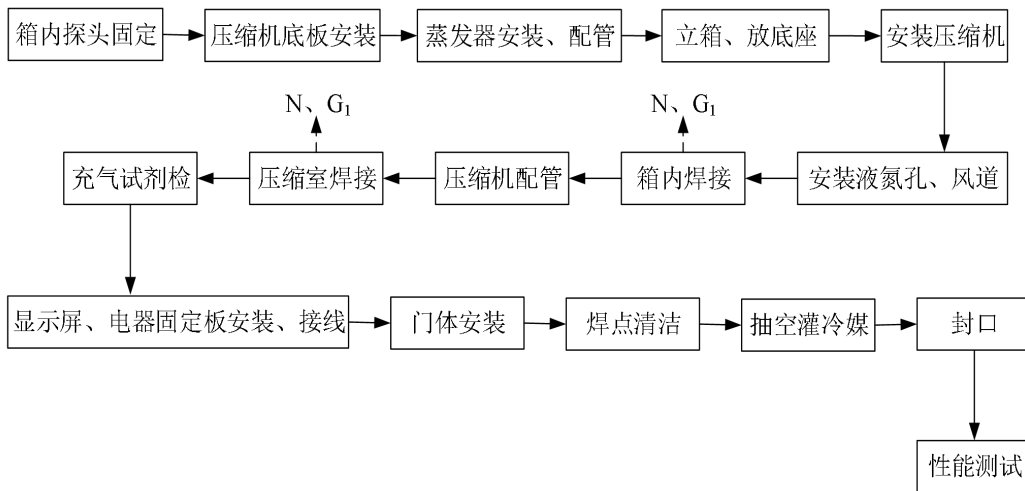 箱内探头固定
压缩机底板安装
蒸发器安装、配管
立箱、放底座
安装压缩机
N、G₁
N、G₁
充气试剂检
压缩室焊接
压缩机配管
箱内焊接
安装液氮孔、风道
显示屏、电器固定板安装、接线
门体安装
焊点清洁
抽空灌冷媒
封口
性能测试